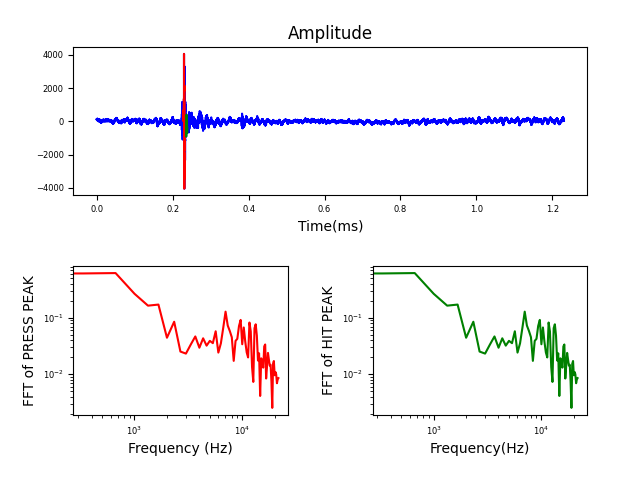 Amplitude
4000
2000
0
−2000
−4000
0.0 0.2 0.4 0.6 0.8 1.0 1.2
Time(ms)
FFT of PRESS PEAK
10⁻¹
10⁻²
10³ 10⁴
Frequency (Hz)
FFT of HIT PEAK
10⁻¹
10⁻²
10³ 10⁴
Frequency(Hz)